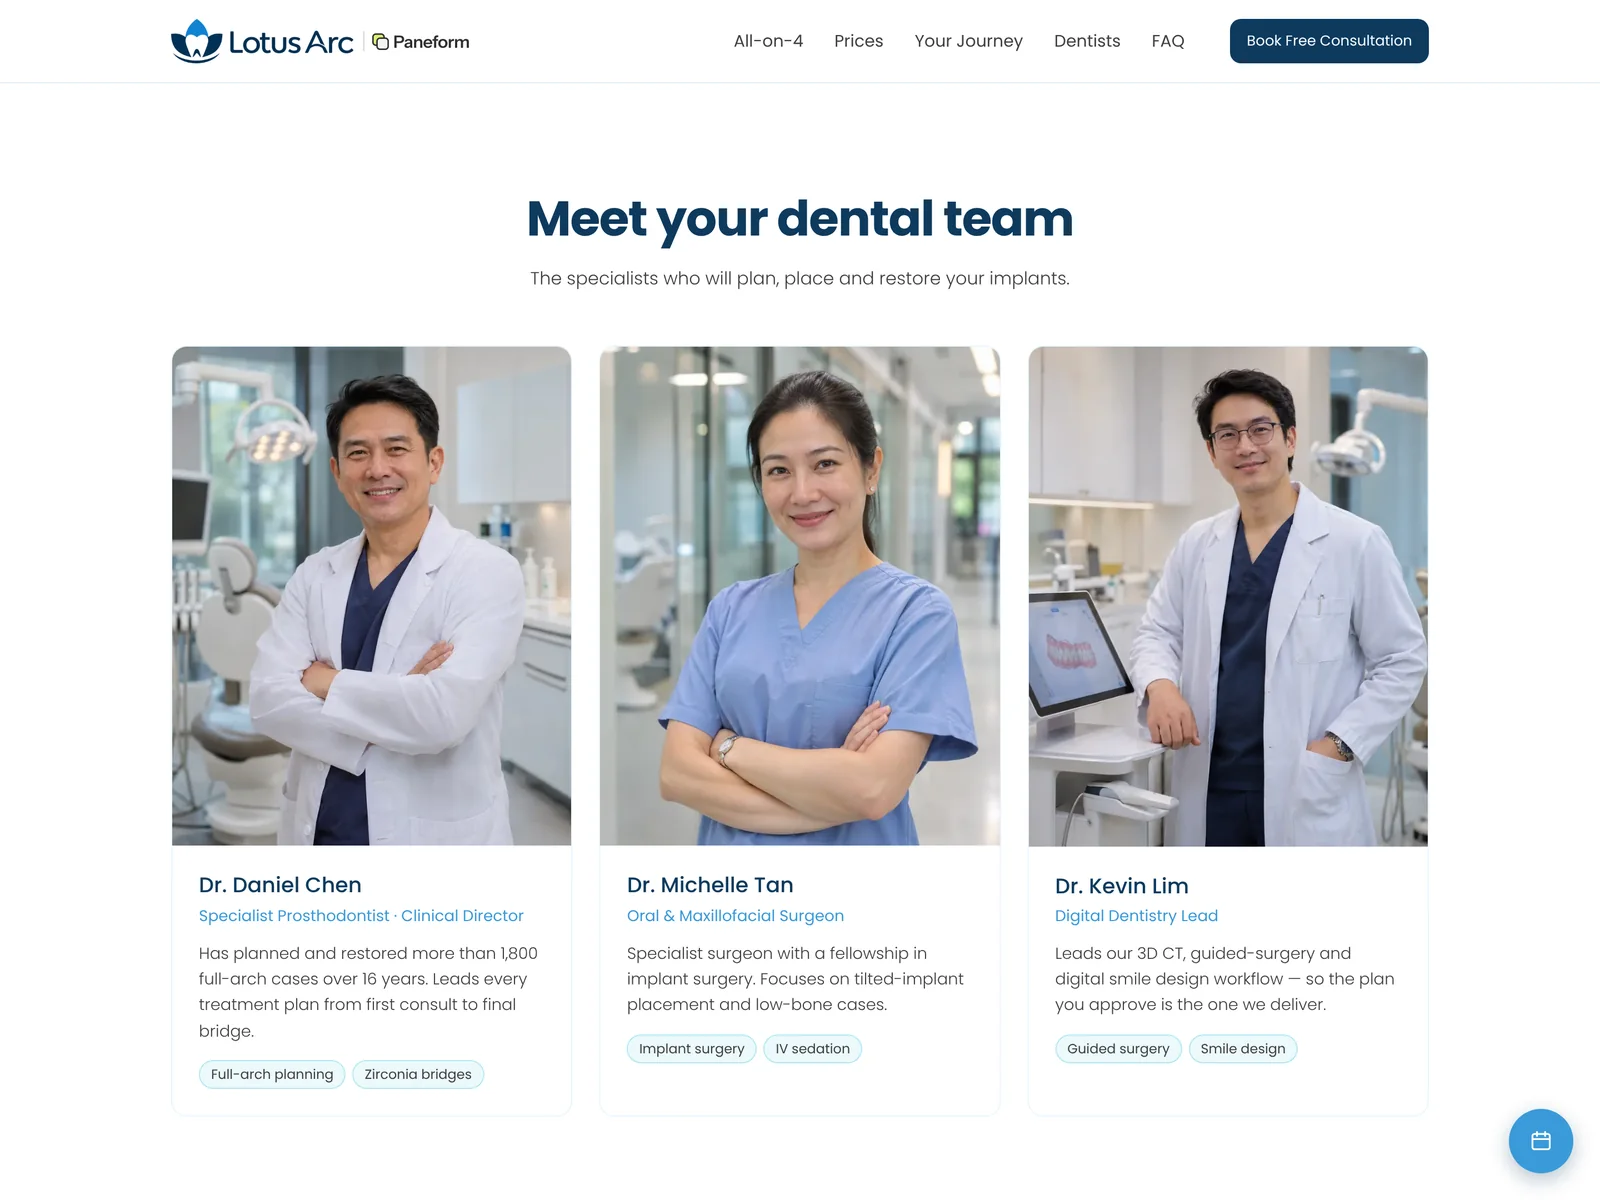 Lotus Arc
Paneform
All-on-4
Prices
Your Journey
Dentists
FAQ
Book Free Consultation
Meet your dental team
The specialists who will plan, place and restore your implants.
Dr. Daniel Chen
Specialist Prosthodontist · Clinical Director
Has planned and restored more than 1,800
full-arch cases over 16 years. Leads every
treatment plan from first consult to final
bridge.
Full-arch planning
Zirconia bridges
Dr. Michelle Tan
Oral & Maxillofacial Surgeon
Specialist surgeon with a fellowship in
implant surgery. Focuses on tilted-implant
placement and low-bone cases.
Implant surgery
IV sedation
Dr. Kevin Lim
Digital Dentistry Lead
Leads our 3D CT, guided-surgery and
digital smile design workflow — so the plan
you approve is the one we deliver.
Guided surgery
Smile design